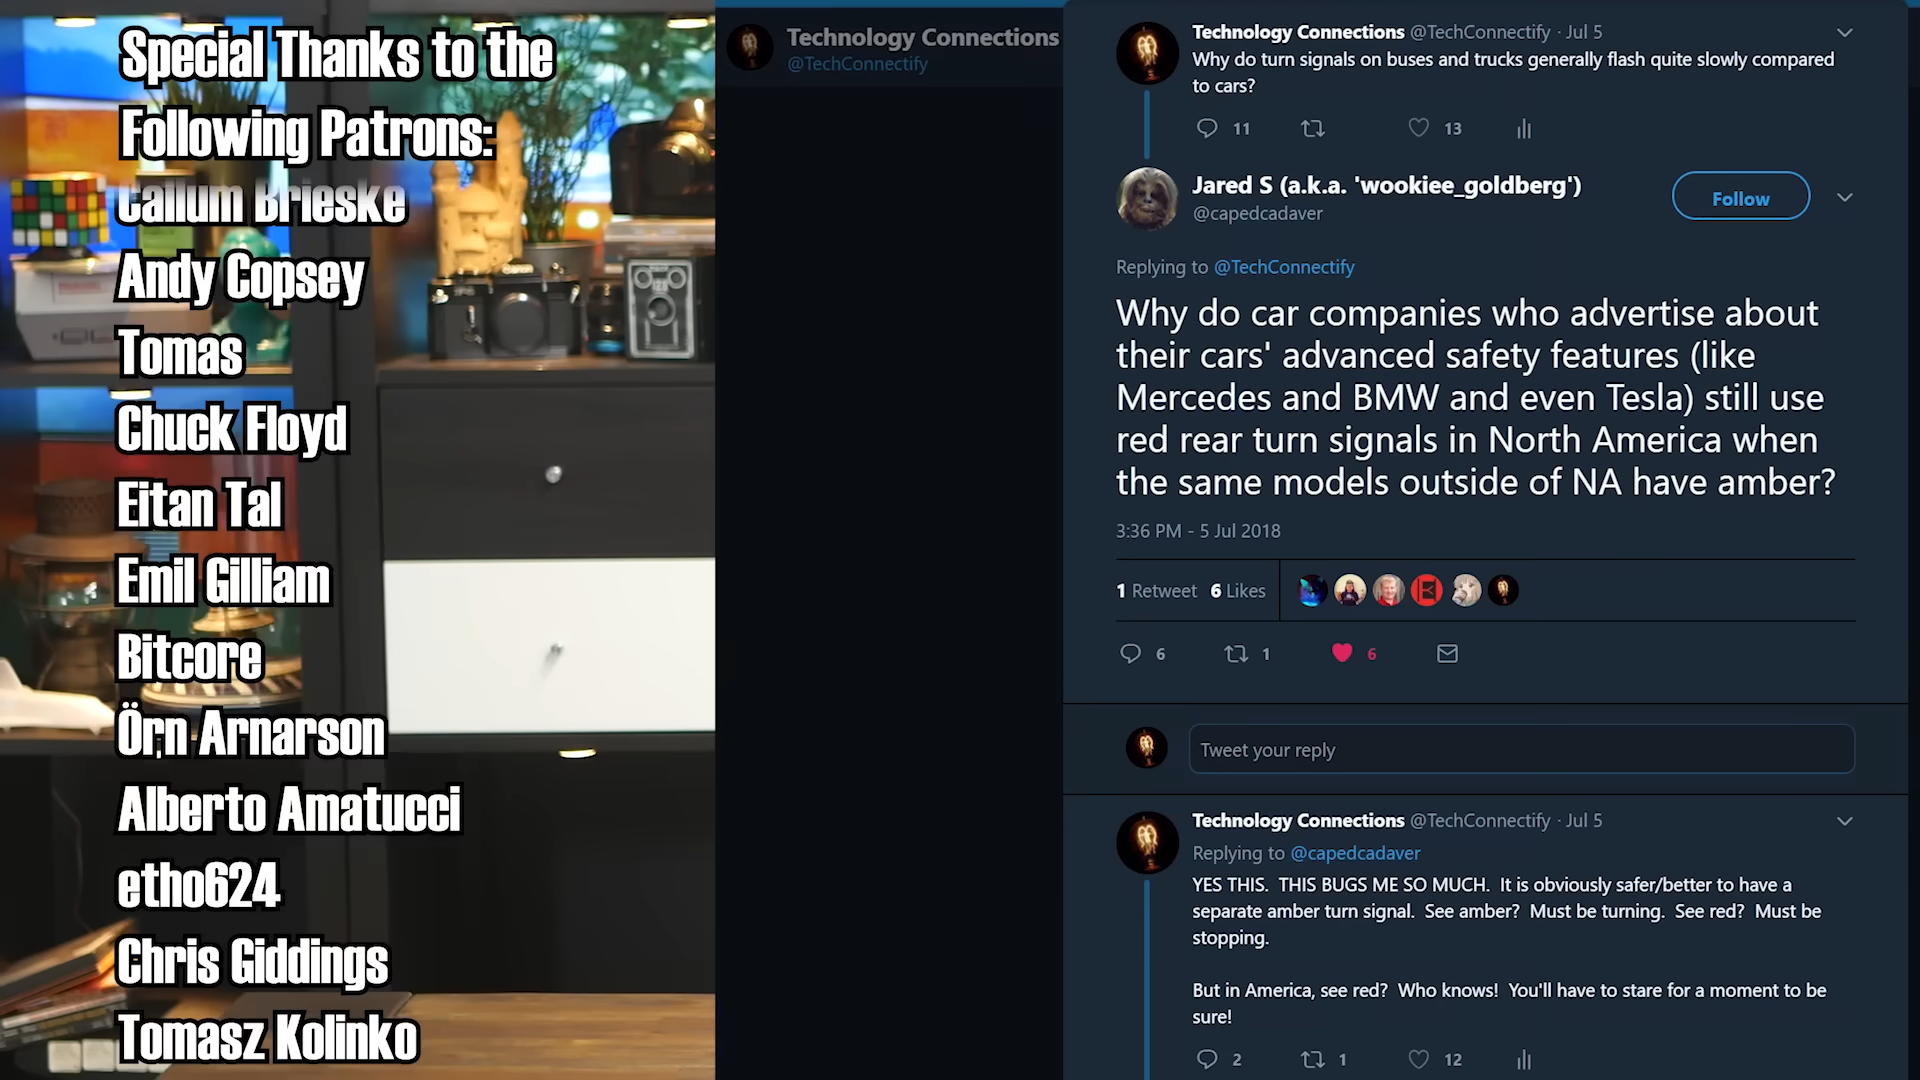 Special Thanks to the
Following Patrons:
Callum Brieske
Andy Copsey
Tomas
Chuck Floyd
Eitan Tal
Emil Gilliam
Bitcore
Örn Arnarson
Alberto Amatucci
etho624
Chris Giddings
Tomasz Kolinko
Technology Connections
@TechConnectify
Technology Connections @TechConnectify · Jul 5
Why do turn signals on buses and trucks generally flash quite slowly compared
to cars?
11 13
Jared S (a.k.a. 'wookiee_goldberg')
@capedcadaver
Follow
Replying to @TechConnectify
Why do car companies who advertise about
their cars' advanced safety features (like
Mercedes and BMW and even Tesla) still use
red rear turn signals in North America when
the same models outside of NA have amber?
3:36 PM - 5 Jul 2018
1 Retweet 6 Likes
6 1 6
Tweet your reply
Technology Connections @TechConnectify · Jul 5
Replying to @capedcadaver
YES THIS. THIS BUGS ME SO MUCH. It is obviously safer/better to have a
separate amber turn signal. See amber? Must be turning. See red? Must be
stopping.
But in America, see red? Who knows! You'll have to stare for a moment to be
sure!
2 1 12